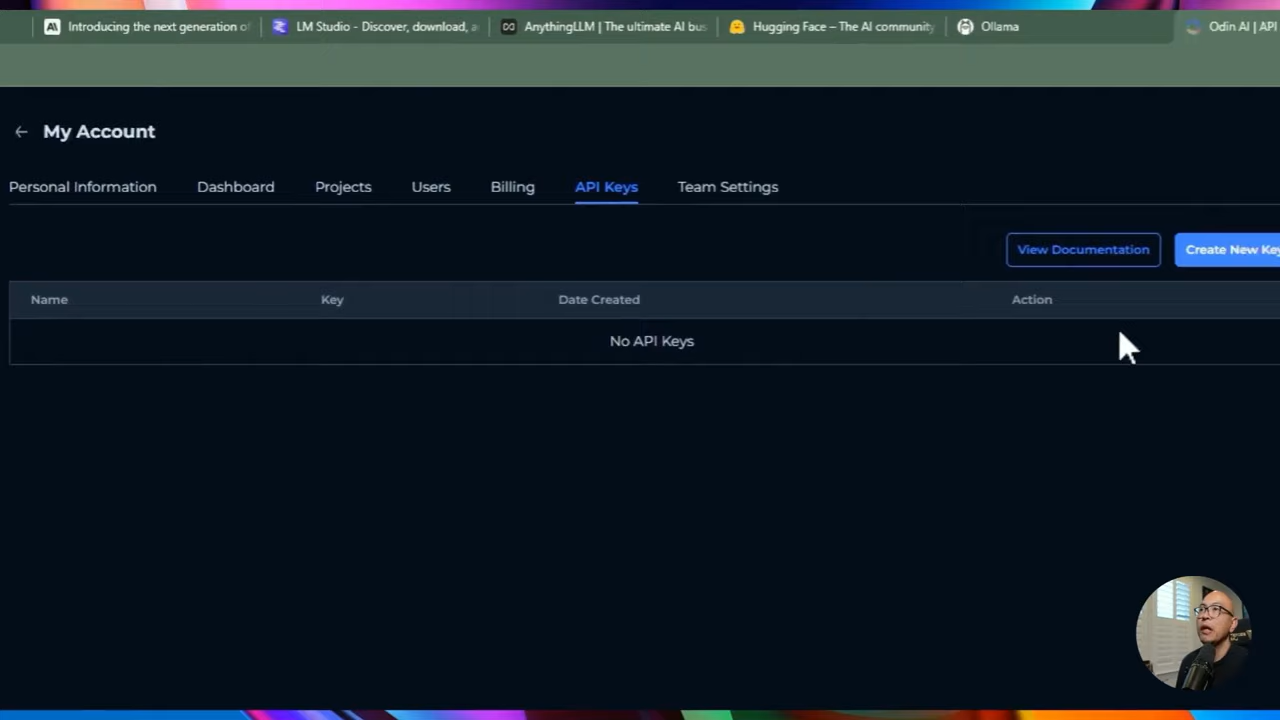 Introducing the next generation of
LM Studio - Discover, download, a
AnythingLLM | The ultimate AI bus
Hugging Face – The AI community
Ollama
Odin AI | API
My Account
Personal Information
Dashboard
Projects
Users
Billing
API Keys
Team Settings
View Documentation
Create New Key
Name
Key
Date Created
Action
No API Keys